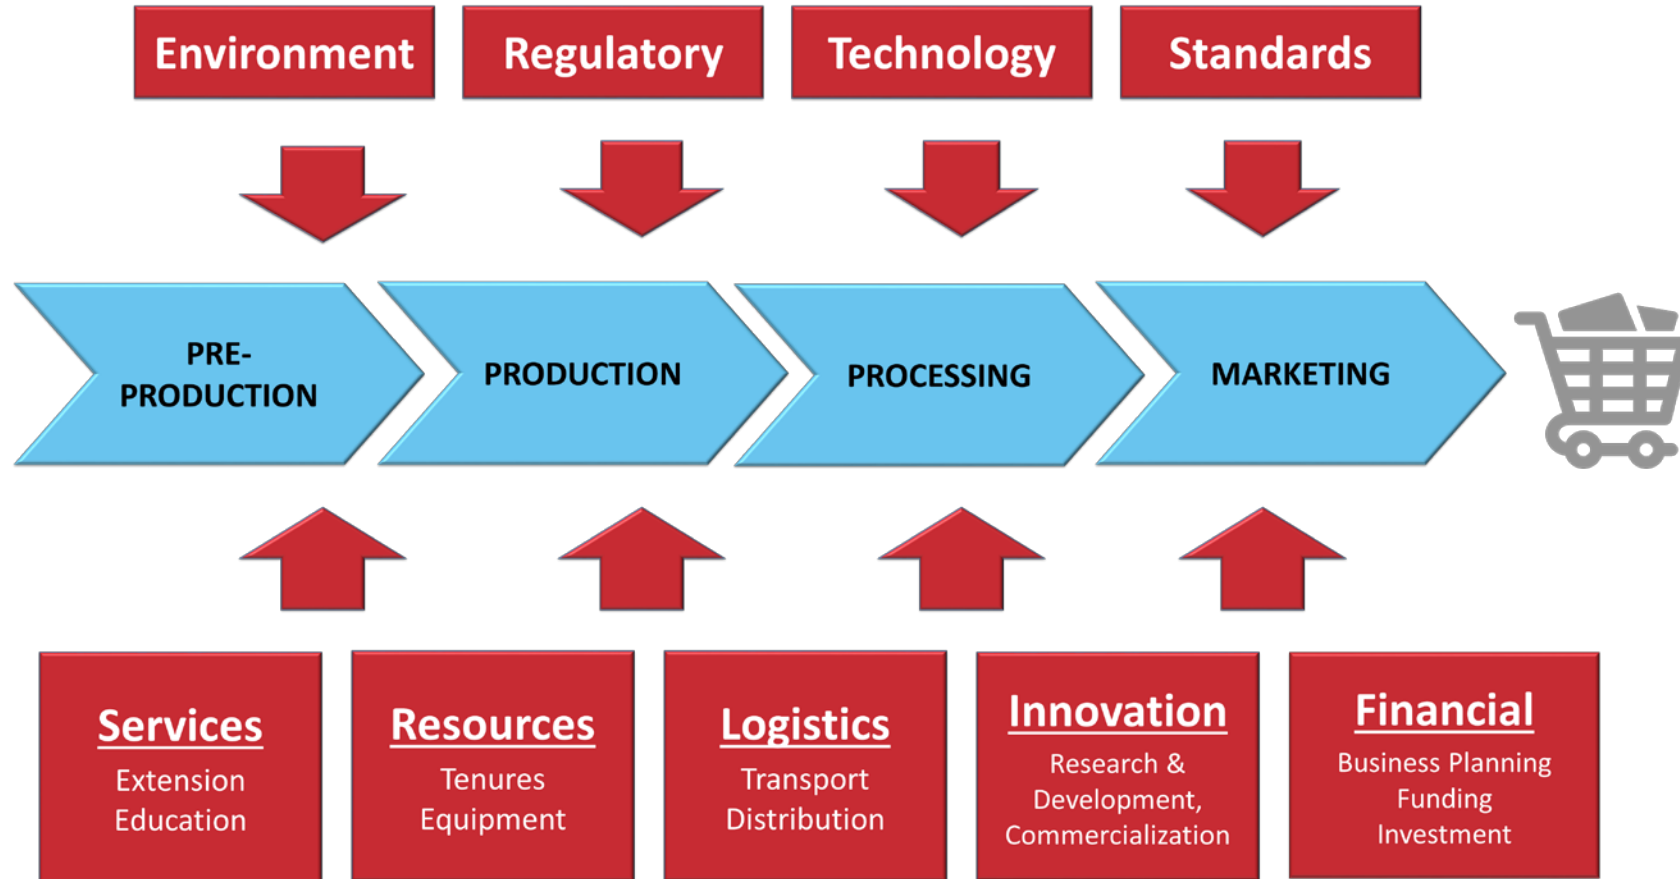 Environment
Regulatory
Technology
Standards
PRE-
PRODUCTION
PRODUCTION
PROCESSING
MARKETING
Services
Extension
Education
Resources
Tenures
Equipment
Logistics
Transport
Distribution
Innovation
Research &
Development,
Commercialization
Financial
Business Planning
Funding
Investment